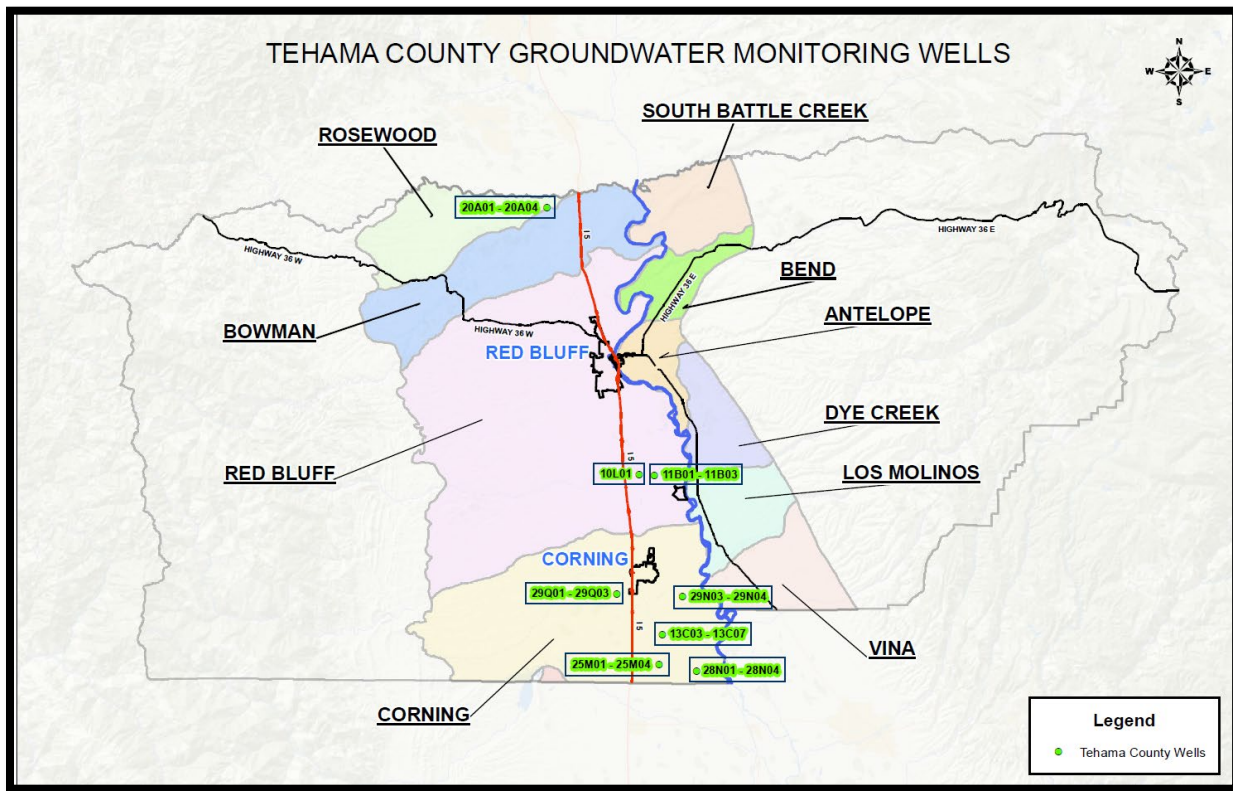 TEHAMA COUNTY GROUNDWATER MONITORING WELLS
N
W E
S
SOUTH BATTLE CREEK
ROSEWOOD
20A01 - 20A04
I 5
HIGHWAY 36 W
HIGHWAY 36 E
BEND
HIGHWAY 36 E
ANTELOPE
BOWMAN
HIGHWAY 36 W
RED BLUFF
DYE CREEK
I 5
RED BLUFF
10L01
11B01 - 11B03
LOS MOLINOS
CORNING
29Q01 - 29Q03
29N03 - 29N04
I 5
13C03 - 13C07
VINA
25M01 - 25M04
28N01 - 28N04
CORNING
Legend
Tehama County Wells